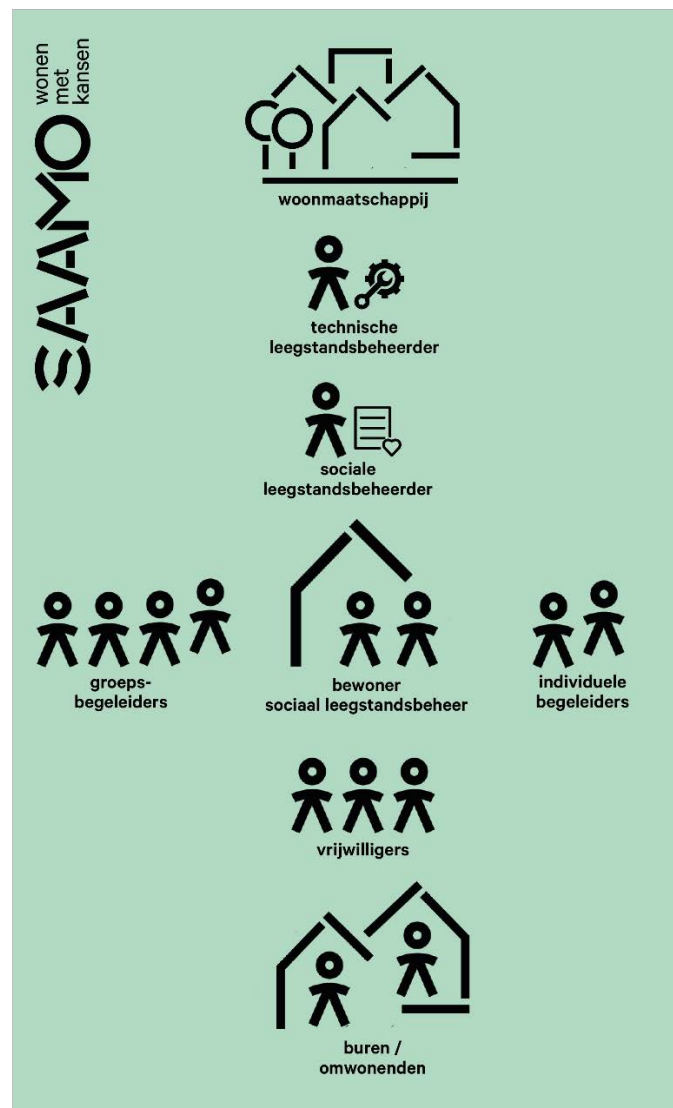 SAAMO
wonen
met
kansen
woonmaatschappij
technische
leegstandsbeheerder
sociale
leegstandsbeheerder
groeps-
begeleiders
bewoner
sociaal leegstandsbeheer
individuele
begeleiders
vrijwilligers
buren /
omwonenden